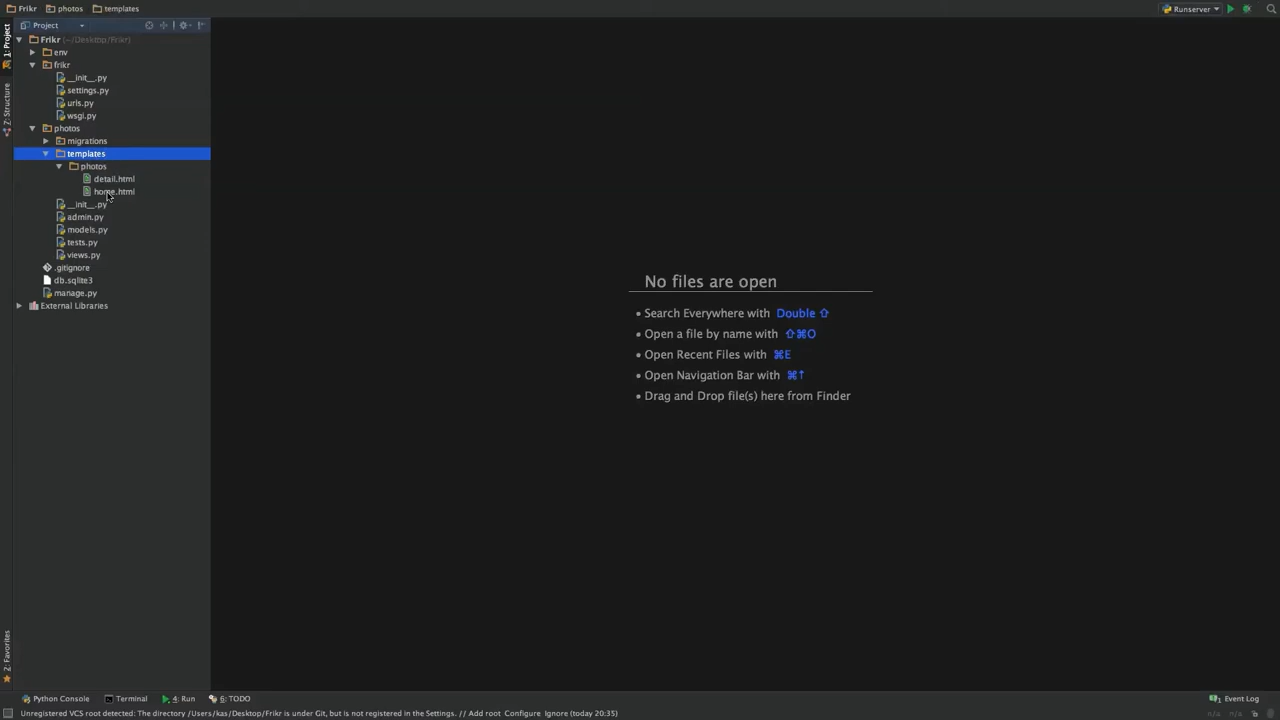 Frikr photos templates Runserver
Project
Frikr (~/Desktop/Frikr)
env
frikr
__init__.py
settings.py
urls.py
wsgi.py
photos
migrations
templates
photos
detail.html
home.html
__init__.py
admin.py
models.py
tests.py
views.py
.gitignore
db.sqlite3
manage.py
External Libraries
1: Project
Z: Structure
2: Favorites
No files are open
• Search Everywhere with Double ⇧
• Open a file by name with ⇧⌘O
• Open Recent Files with ⌘E
• Open Navigation Bar with ⌘↑
• Drag and Drop file(s) here from Finder
Python Console Terminal 4: Run 6: TODO Event Log
Unregistered VCS root detected: The directory /Users/kas/Desktop/Frikr is under Git, but is not registered in the Settings. // Add root Configure Ignore (today 20:35) n/a n/a